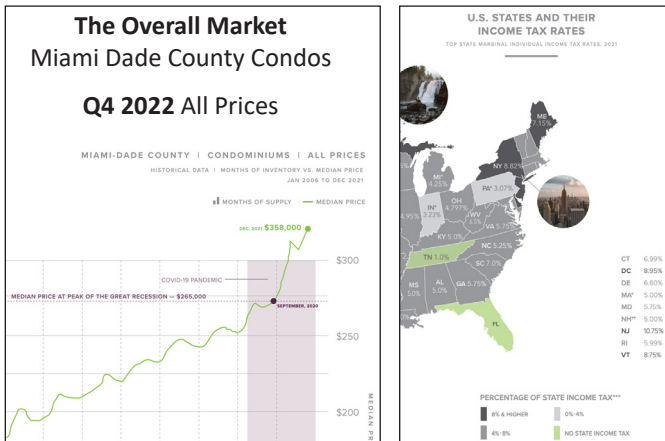 The Overall Market
Miami Dade County Condos
Q4 2022 All Prices
MIAMI-DADE COUNTY | CONDOMINIUMS | ALL PRICES
HISTORICAL DATA | MONTHS OF INVENTORY VS. MEDIAN PRICE
JAN 2006 TO DEC 2021
MONTHS OF SUPPLY
MEDIAN PRICE
DEC, 2021 $358,000
$300
COVID-19 PANDEMIC
MEDIAN PRICE AT PEAK OF THE GREAT RECESSION — $265,000
SEPTEMBER, 2020
$250
$200
MEDIAN PR
U.S. STATES AND THEIR
INCOME TAX RATES
TOP STATE MARGINAL INDIVIDUAL INCOME TAX RATES, 2021
ME
7.15%
NY 8.82%
MI*
4.25%
PA* 3.07%
OH
4.797%
IN*
3.23%
4.95%
WV
6.5%
VA 5.75%
KY 5.0%
NC 5.25%
TN 1.0%
SC 7.0%
MS
5.0%
AL
5.0%
GA 5.75%
FL
CT 6.99%
DC 8.95%
DE 6.60%
MA* 5.00%
MD 5.75%
NH** 5.00%
NJ 10.75%
RI 5.99%
VT 8.75%
PERCENTAGE OF STATE INCOME TAX***
8% & HIGHER
0%-4%
4%-8%
NO STATE INCOME TAX